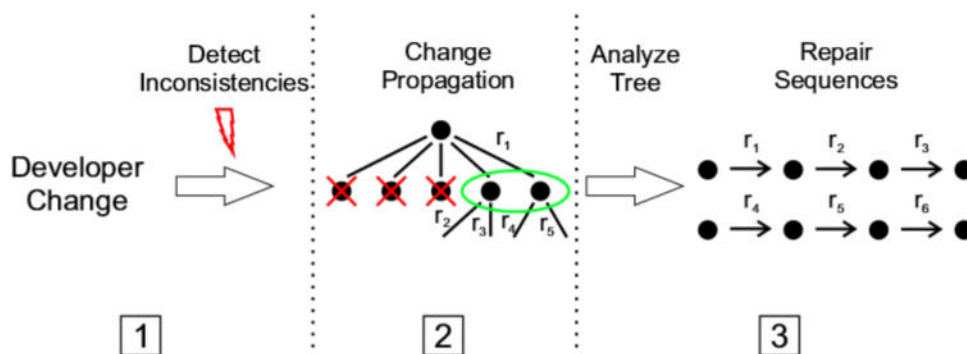 Detect
Inconsistencies
Developer
Change
1
Change
Propagation
r₁
r₂
r₃
r₄
r₅
2
Analyze
Tree
Repair
Sequences
r₁ r₂ r₃
r₄ r₅ r₆
3